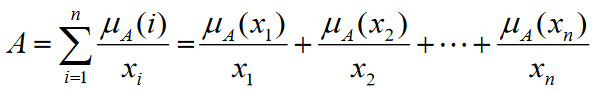 $A = \sum_{i=1}^{n} \frac{\mu_A(i)}{x_i} = \frac{\mu_A(x_1)}{x_1} + \frac{\mu_A(x_2)}{x_2} + \cdots + \frac{\mu_A(x_n)}{x_n}$